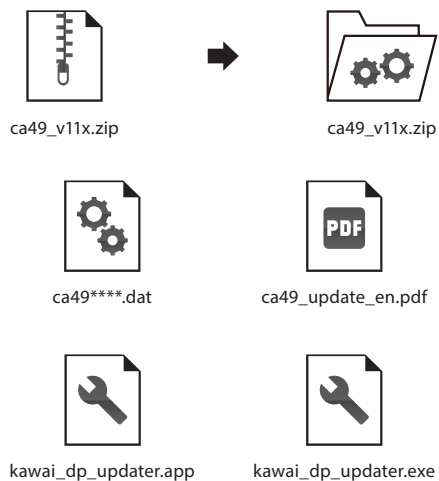 ca49_v11x.zip
ca49_v11x.zip
PDF
ca49****.dat
ca49_update_en.pdf
kawai_dp_updater.app
kawai_dp_updater.exe